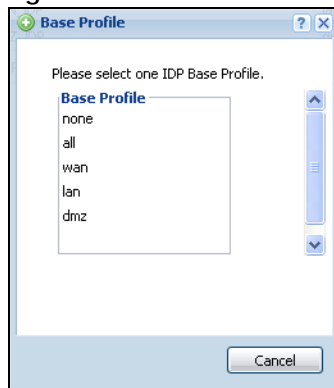 Base Profile
?
X
Please select one IDP Base Profile.
Base Profile
none
all
wan
lan
dmz
Cancel